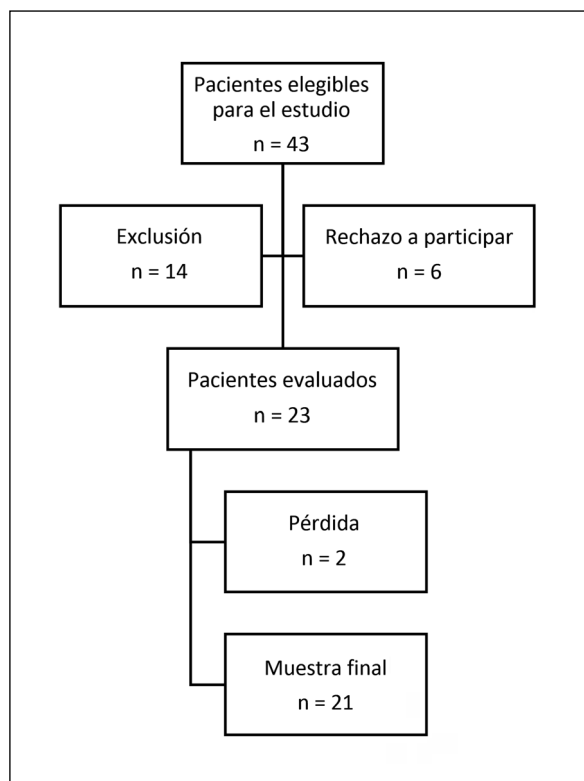 Pacientes elegibles
para el estudio
n = 43
Exclusión
n = 14
Rechazo a participar
n = 6
Pacientes evaluados
n = 23
Pérdida
n = 2
Muestra final
n = 21